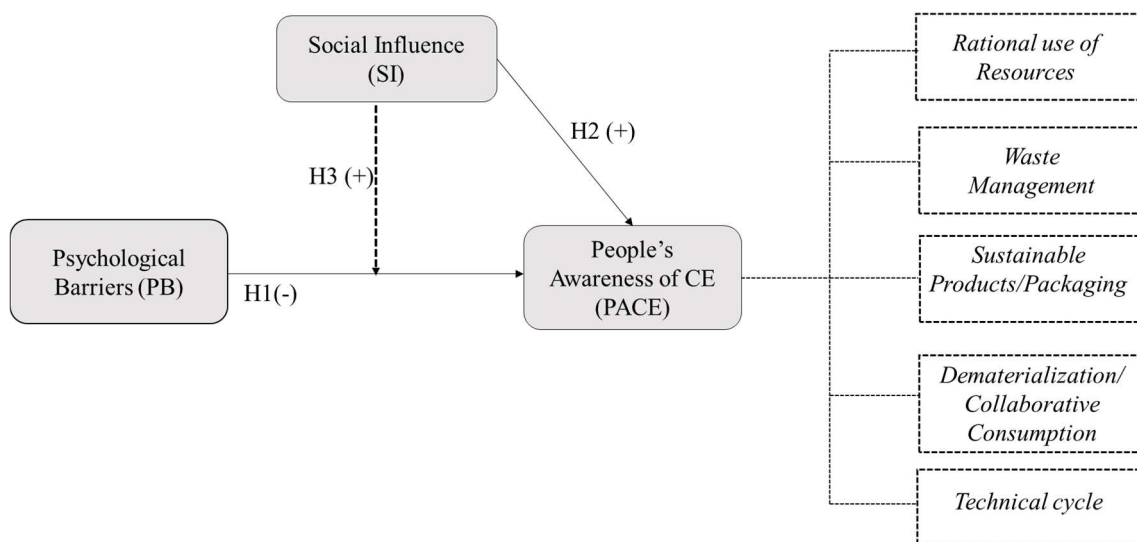 Social Influence
(SI)
Rational use of
Resources
H2 (+)
H3 (+)
Waste
Management
Psychological
Barriers (PB)
H1(-)
People's
Awareness of CE
(PACE)
Sustainable
Products/Packaging
Dematerialization/
Collaborative
Consumption
Technical cycle